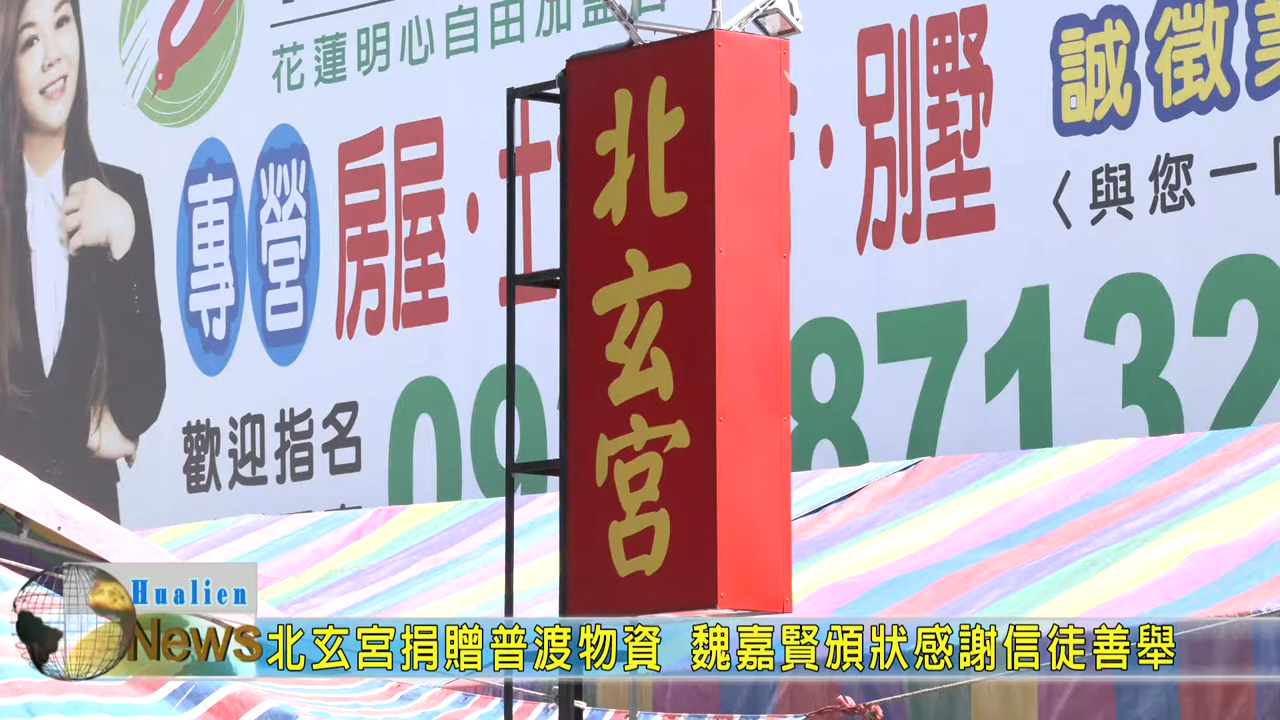 花蓮明心自由加盟店
專營
房屋·土
·別墅
誠徵
〈與您一
歡迎指名
09
87132
北玄宮
Hualien
News
北玄宮捐贈普渡物資 魏嘉賢頒狀感謝信徒善舉